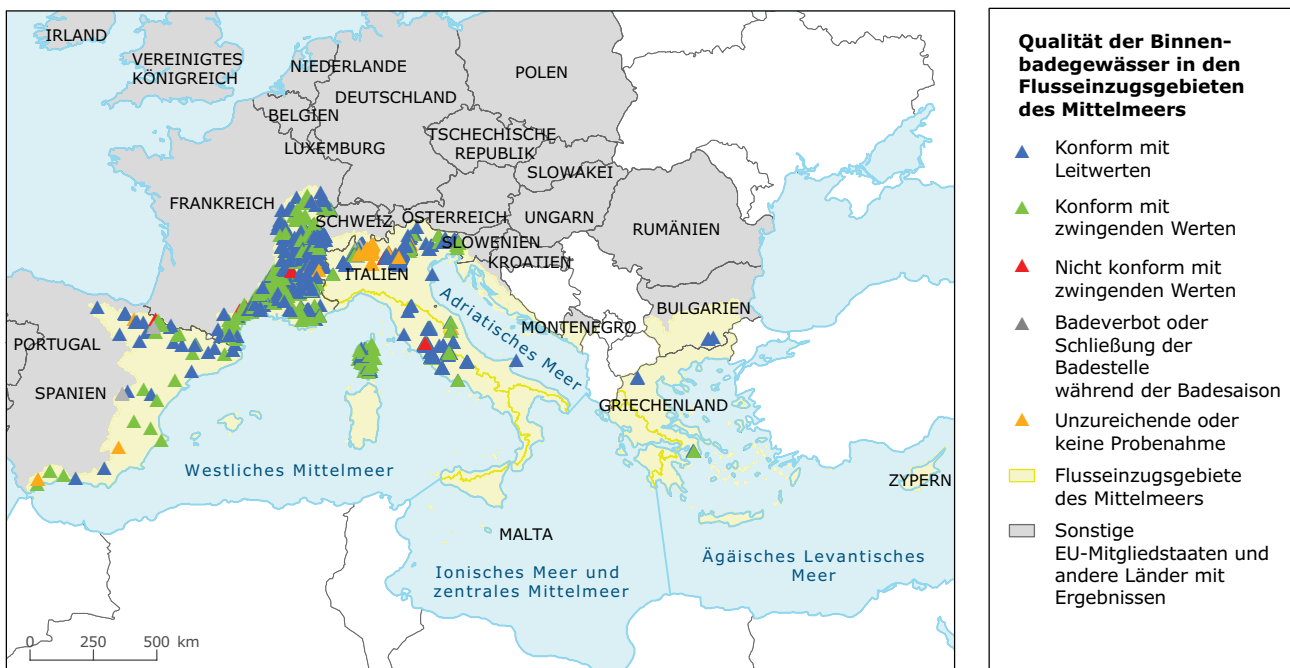 IRLAND
VEREINIGTES
KÖNIGREICH
NIEDERLANDE
POLEN
DEUTSCHLAND
BELGIEN
LUXEMBURG
TSCHECHISCHE
REPUBLIK
SLOWAKEI
FRANKREICH
SCHWEIZ
ÖSTERREICH
UNGARN
RUMÄNIEN
SLOWENIEN
KROATIEN
ITALIEN
Adriatisches Meer
BULGARIEN
MONTENEGRO
PORTUGAL
SPANIEN
GRIECHENLAND
Westliches Mittelmeer
ZYPERN
MALTA
Ionisches Meer und
zentrales Mittelmeer
Ägäisches Levantisches
Meer
0 250 500 km
Qualität der Binnen-
badegewässer in den
Flusseinzugsgebieten
des Mittelmeers
Konform mit
Leitwerten
Konform mit
zwingenden Werten
Nicht konform mit
zwingenden Werten
Badeverbot oder
Schließung der
Badestelle
während der Badesaison
Unzureichende oder
keine Probenahme
Flusseinzugsgebiete
des Mittelmeers
Sonstige
EU-Mitgliedstaaten und
andere Länder mit
Ergebnissen